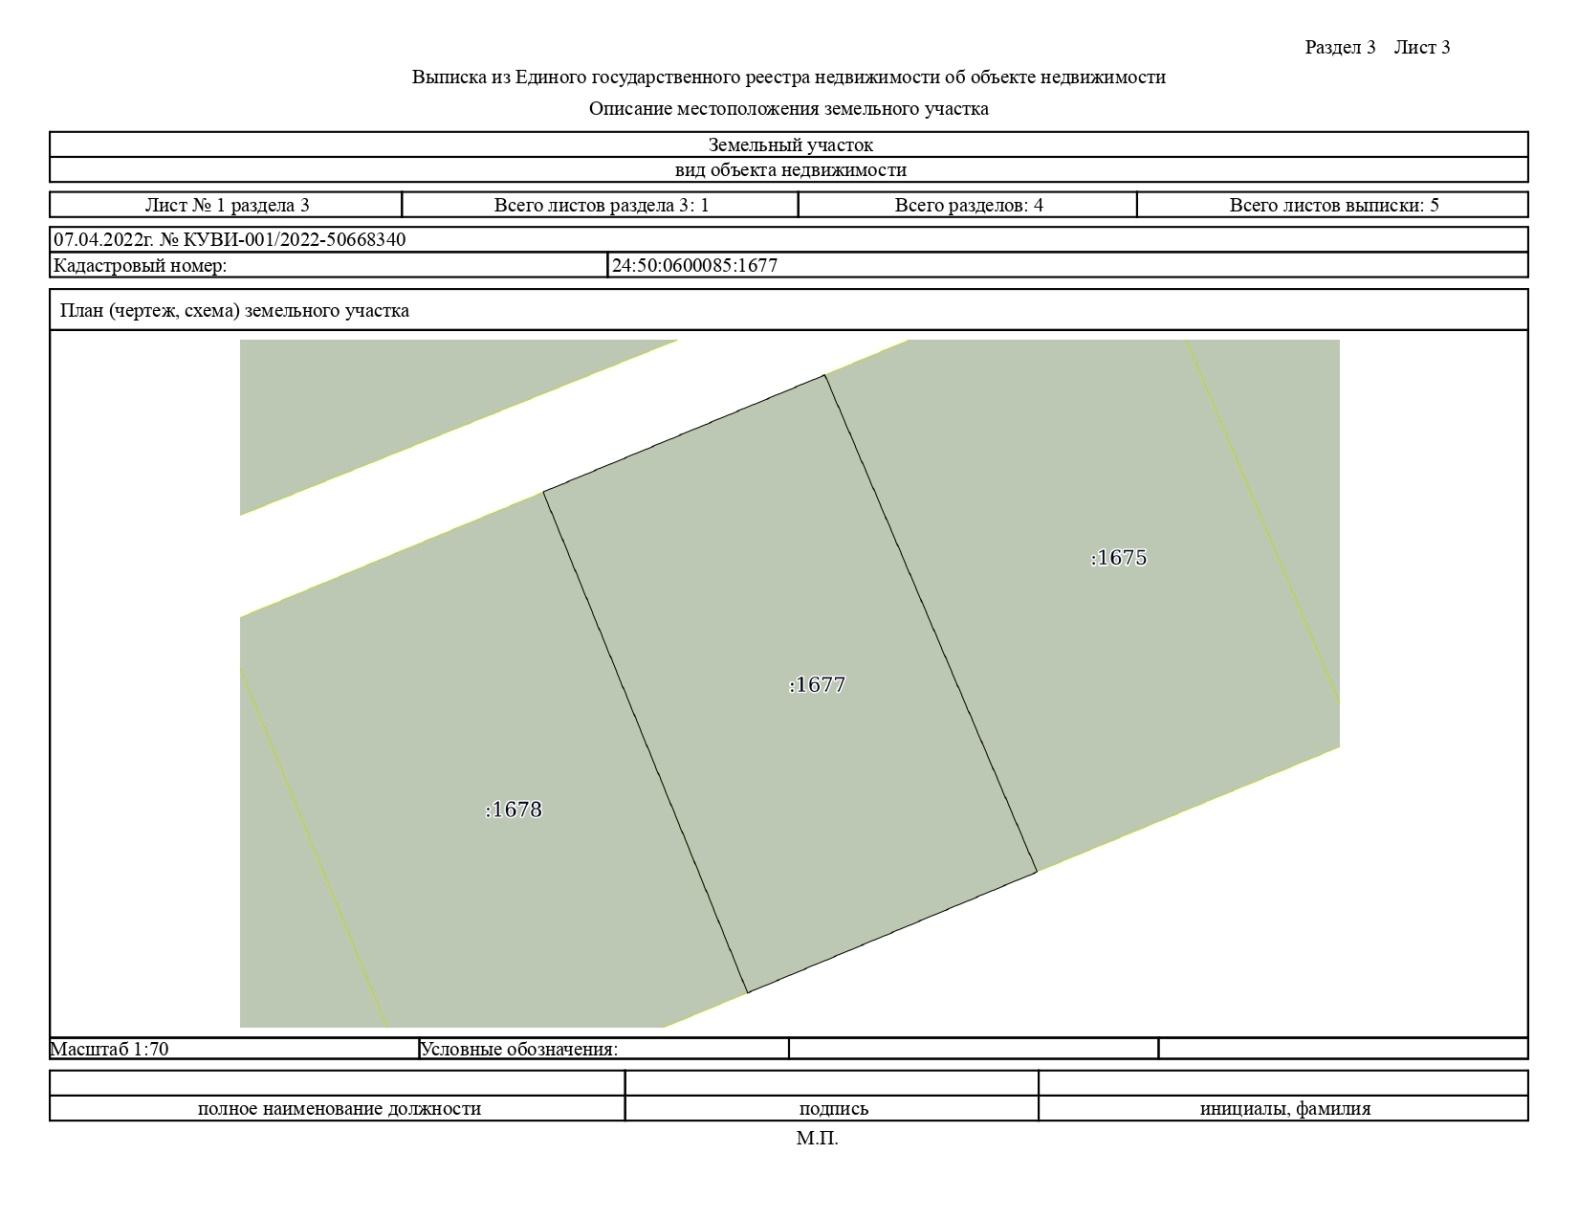 Раздел 3 Лист 3
Выписка из Единого государственного реестра недвижимости об объекте недвижимости
Описание местоположения земельного участка
Земельный участок
вид объекта недвижимости
Лист № 1 раздела 3 Всего листов раздела 3: 1 Всего разделов: 4 Всего листов выписки: 5
07.04.2022г. № КУВИ-001/2022-50668340
Кадастровый номер: 24:50:0600085:1677
План (чертеж, схема) земельного участка
:1675
:1677
:1678
Масштаб 1:70 Условные обозначения:
полное наименование должности подпись инициалы, фамилия
М.П.